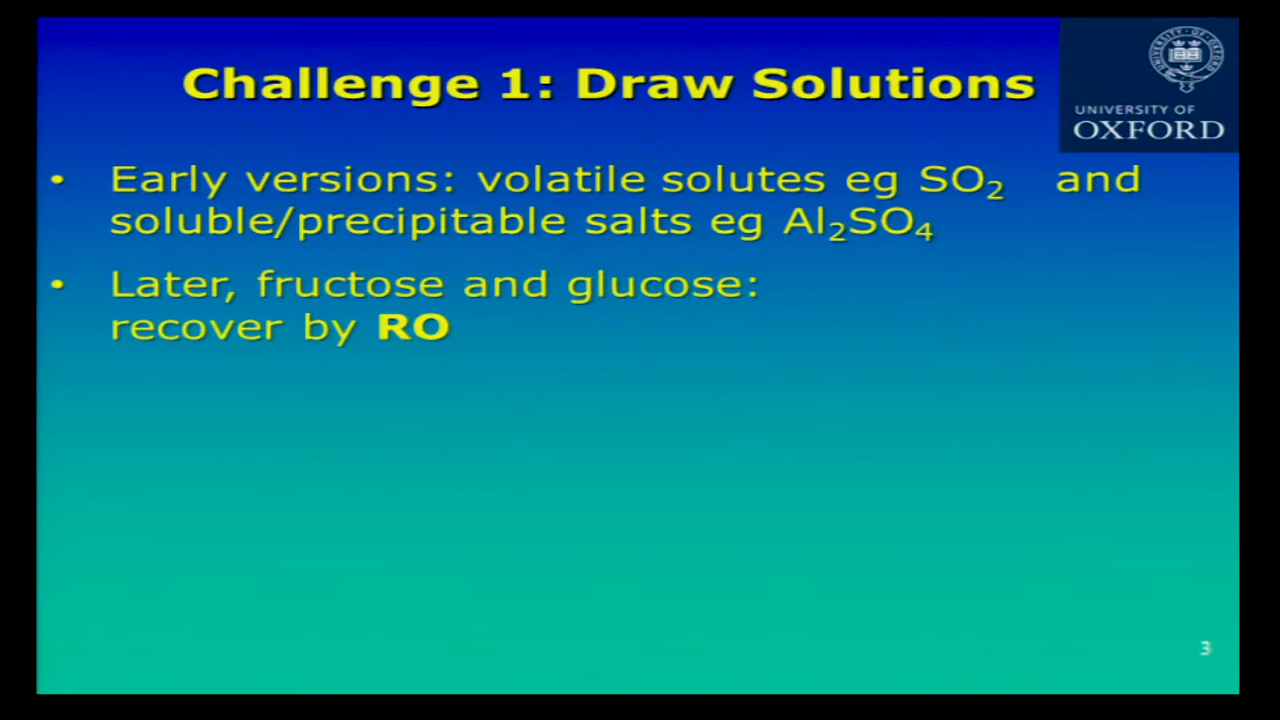 Challenge 1: Draw Solutions
UNIVERSITY OF
OXFORD
• Early versions: volatile solutes eg SO₂ and
soluble/precipitable salts eg Al₂SO₄
• Later, fructose and glucose:
recover by RO
3